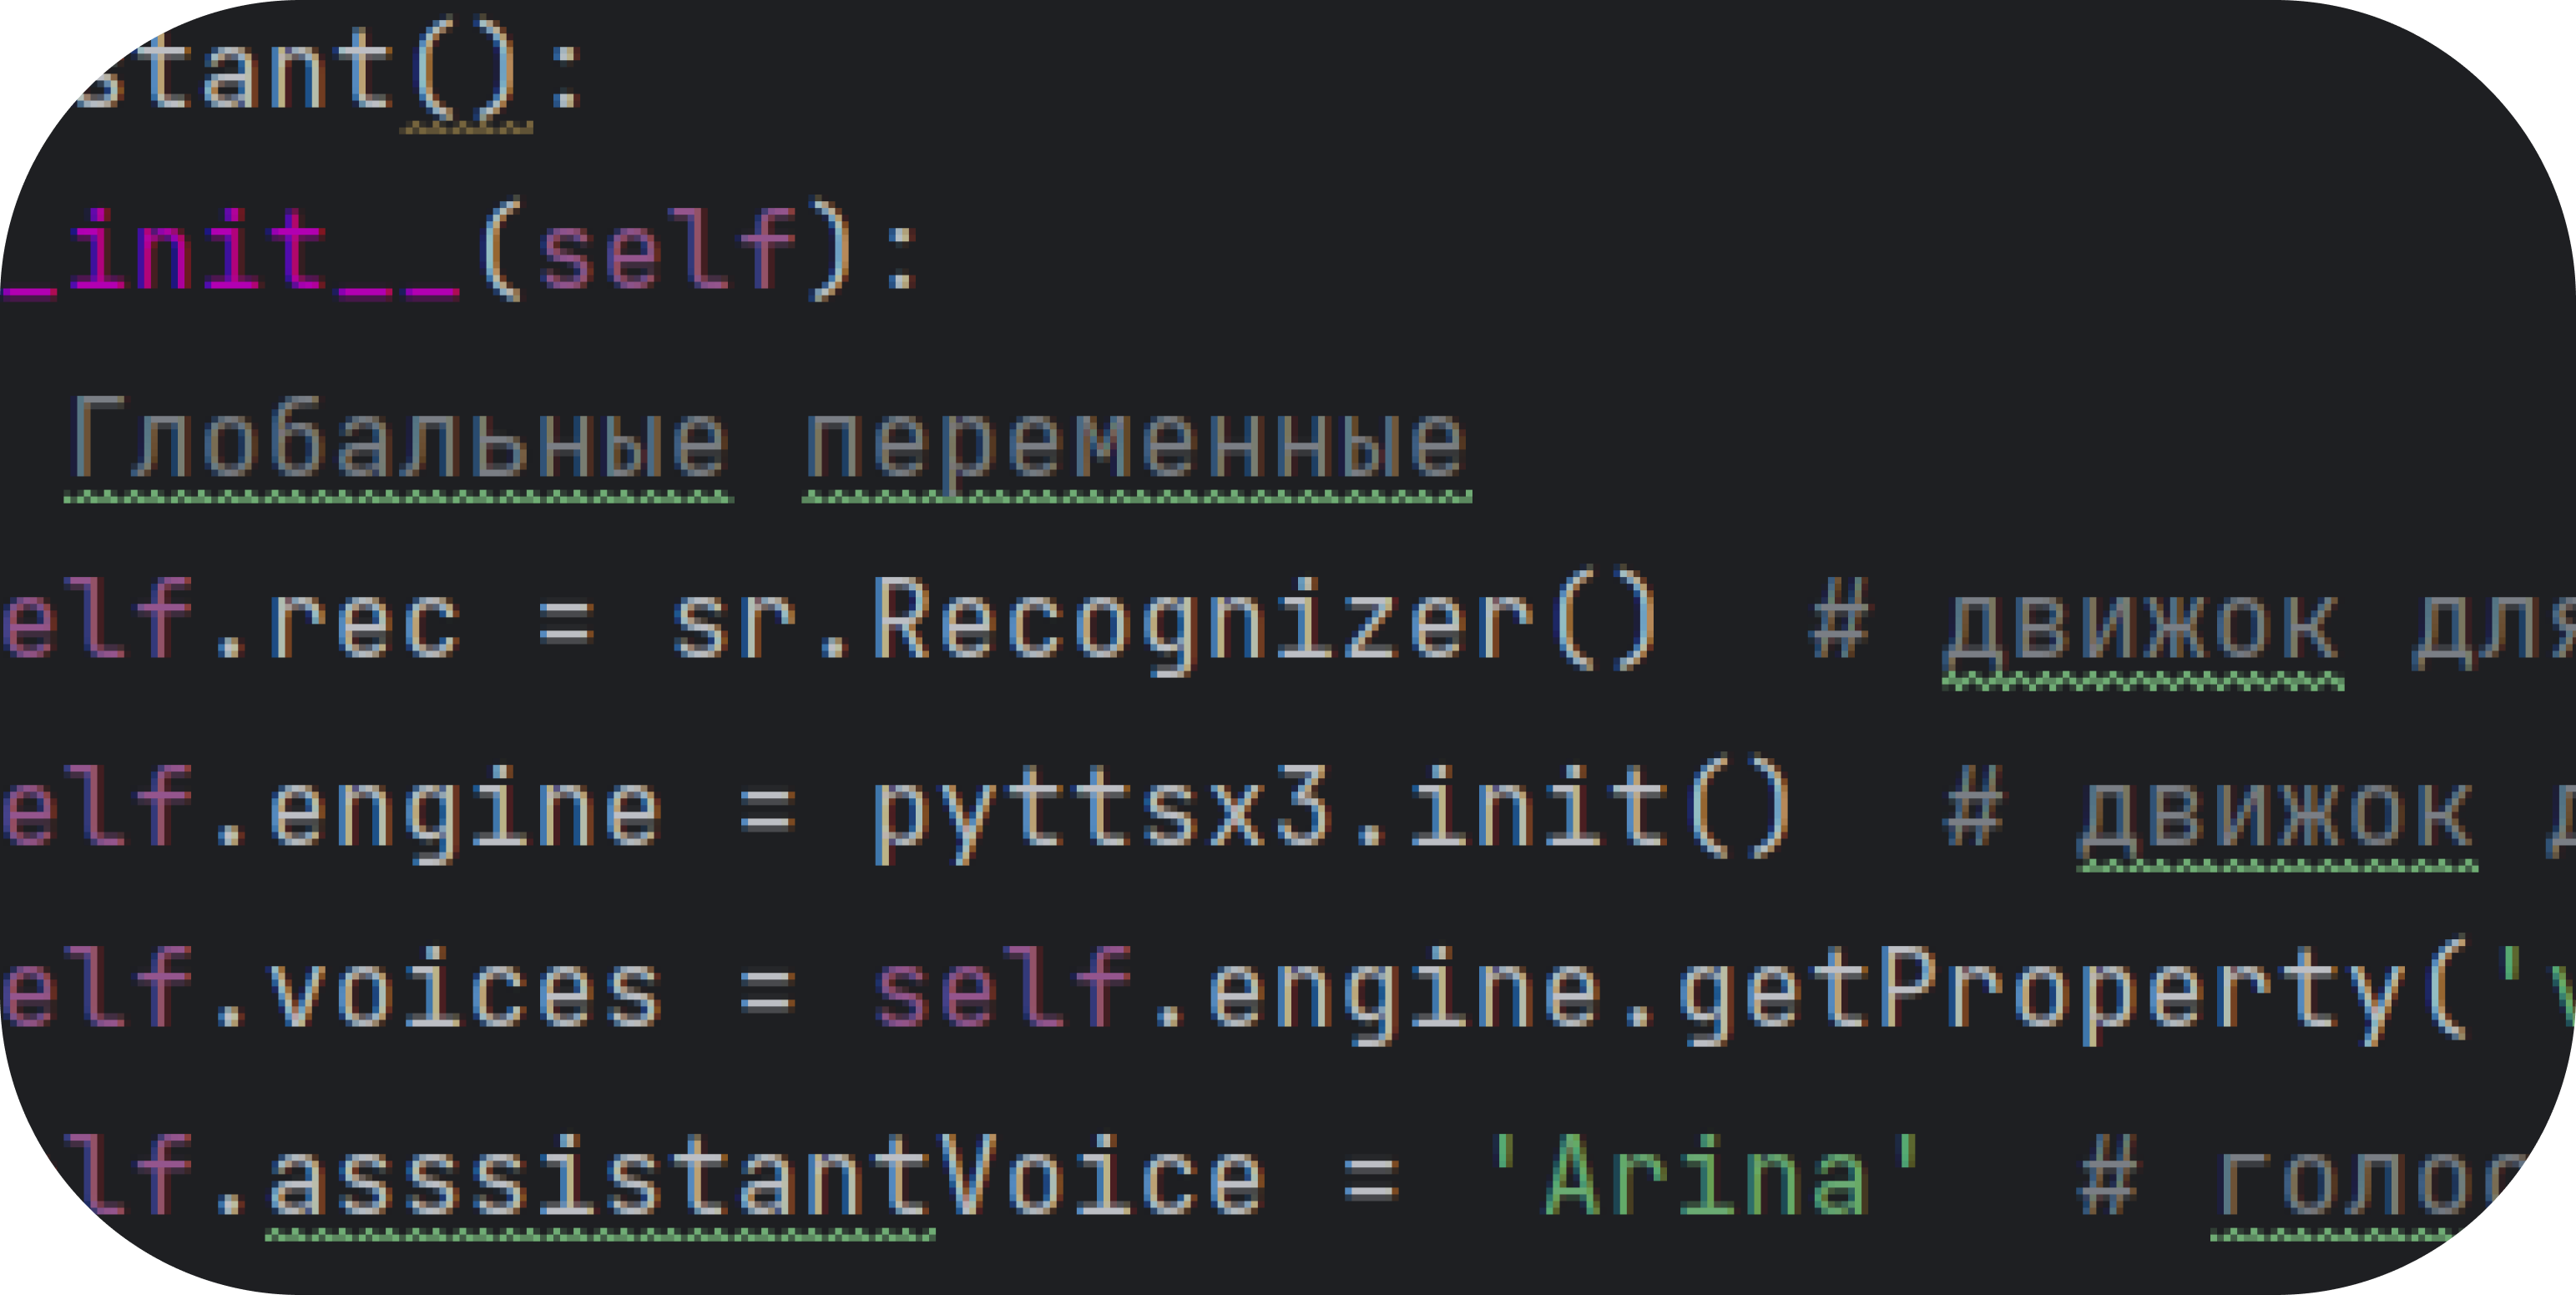 stant():
_init__(self):
Глобальные переменные
elf.rec = sr.Recognizer() # движок для
elf.engine = pyttsx3.init() # движок
elf.voices = self.engine.getProperty('v
lf.asssistantVoice = 'Arina' # голос